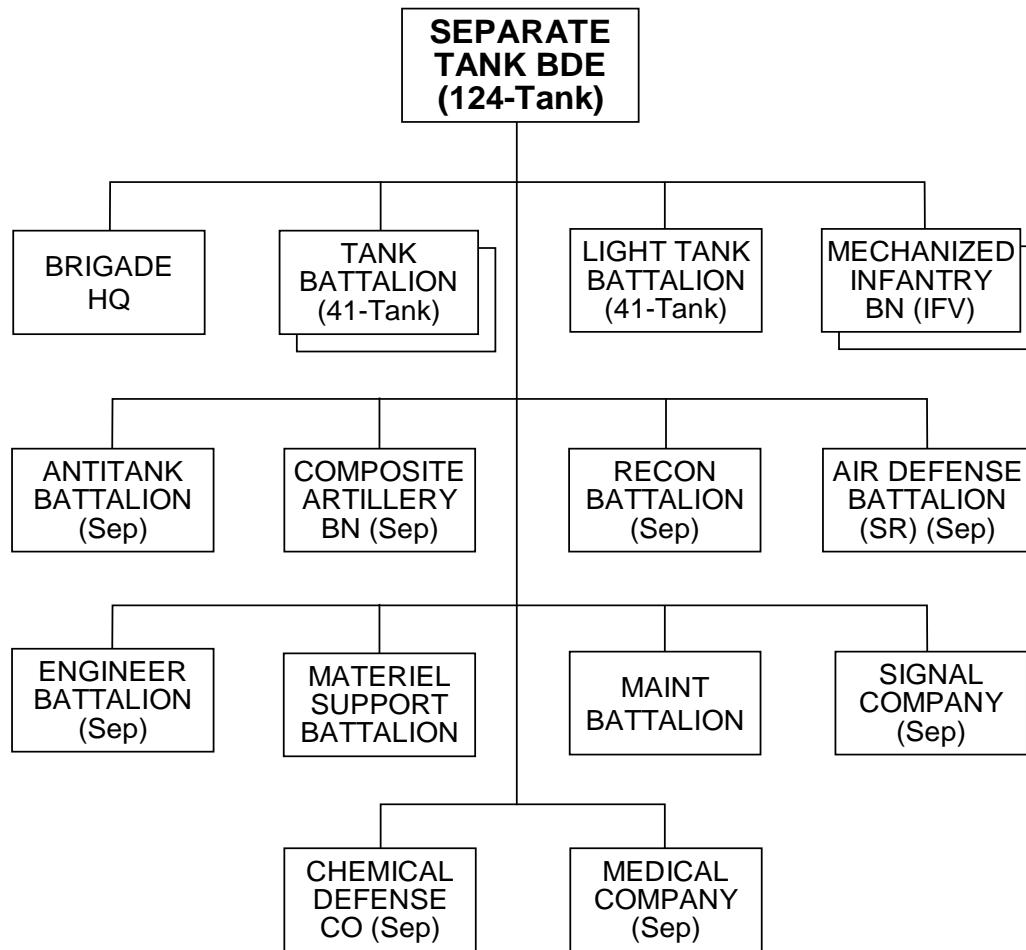 SEPARATE
TANK BDE
(124-Tank)
BRIGADE
HQ
TANK
BATTALION
(41-Tank)
LIGHT TANK
BATTALION
(41-Tank)
MECHANIZED
INFANTRY
BN (IFV)
ANTITANK
BATTALION
(Sep)
COMPOSITE
ARTILLERY
BN (Sep)
RECON
BATTALION
(Sep)
AIR DEFENSE
BATTALION
(SR) (Sep)
ENGINEER
BATTALION
(Sep)
MATERIEL
SUPPORT
BATTALION
MAINT
BATTALION
SIGNAL
COMPANY
(Sep)
CHEMICAL
DEFENSE
CO (Sep)
MEDICAL
COMPANY
(Sep)